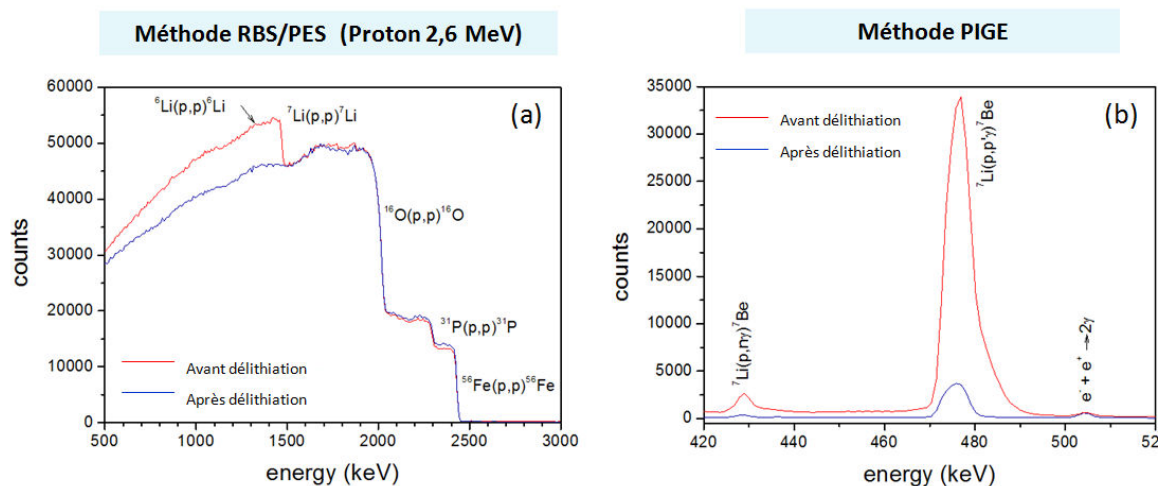 Méthode RBS/PES (Proton 2,6 MeV)
Méthode PIGE
60000
50000
40000
30000
20000
10000
0
counts
⁶Li(p,p)⁶Li
⁷Li(p,p)⁷Li
(a)
¹⁶O(p,p)¹⁶O
³¹P(p,p)³¹P
⁵⁶Fe(p,p)⁵⁶Fe
Avant délithiation
Après délithiation
500 1000 1500 2000 2500 3000
energy (keV)
35000
30000
25000
20000
15000
10000
5000
0
counts
Avant délithiation
Après délithiation
(b)
⁷Li(p,nγ)⁷Be
⁷Li(p,p'γ)⁷Be
e⁻ + e⁺ → 2γ
420 440 460 480 500 520
energy (keV)